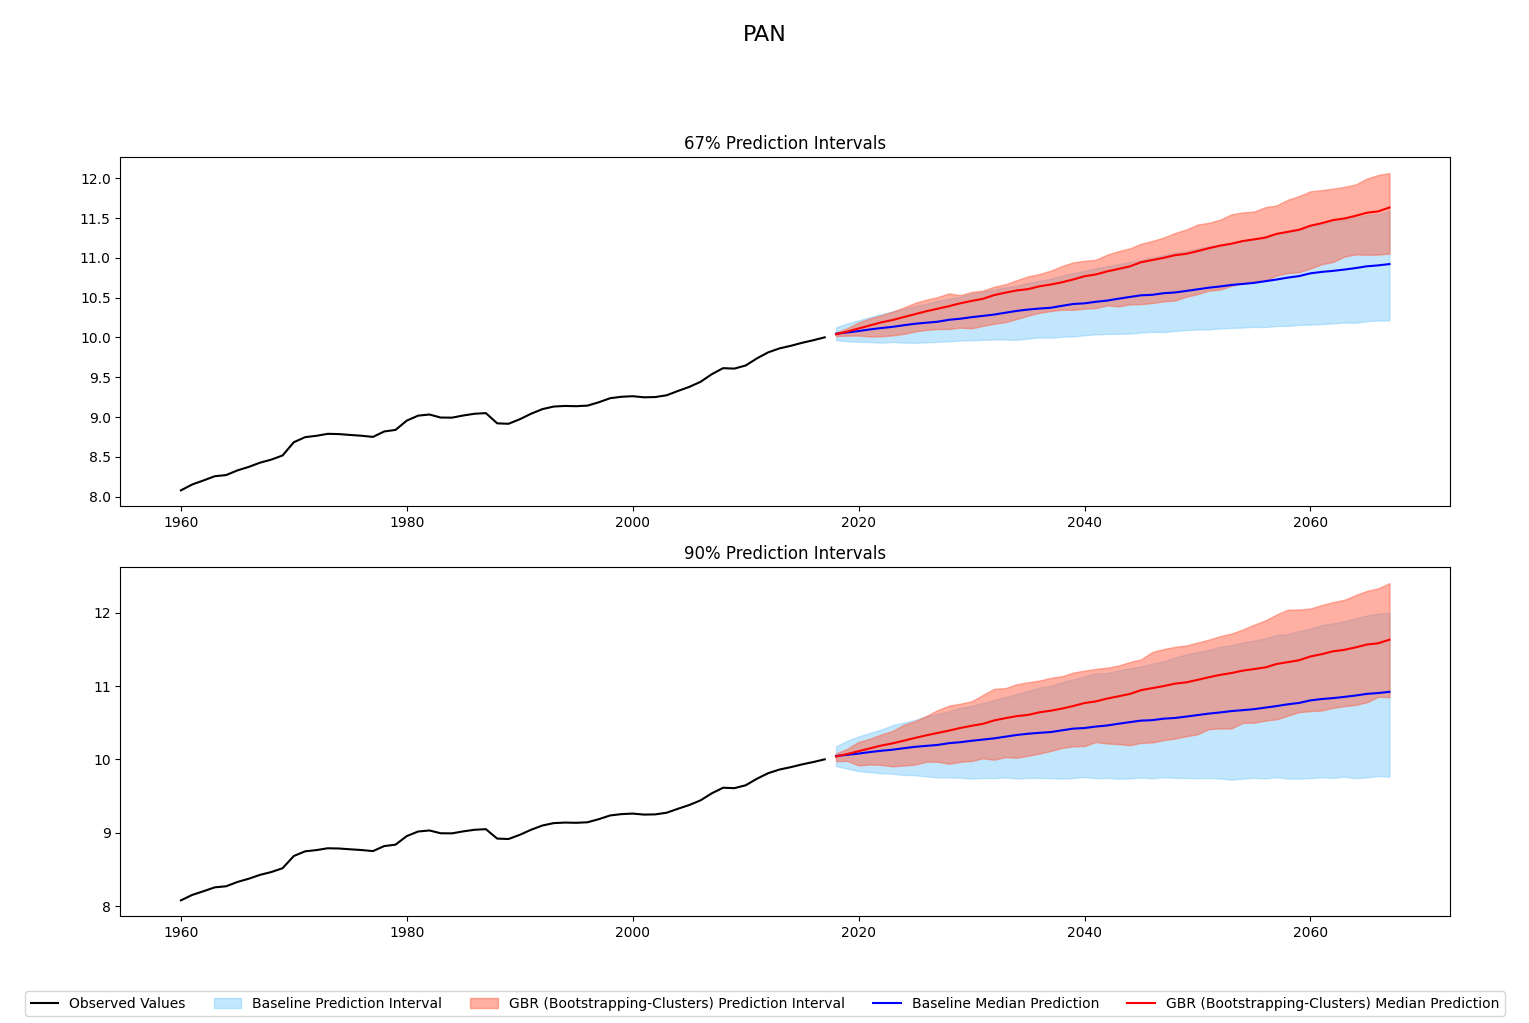 PAN
67% Prediction Intervals
12.0
11.5
11.0
10.5
10.0
9.5
9.0
8.5
8.0
1960 1980 2000 2020 2040 2060
90% Prediction Intervals
12
11
10
9
8
1960 1980 2000 2020 2040 2060
Observed Values Baseline Prediction Interval GBR (Bootstrapping-Clusters) Prediction Interval Baseline Median Prediction GBR (Bootstrapping-Clusters) Median Prediction